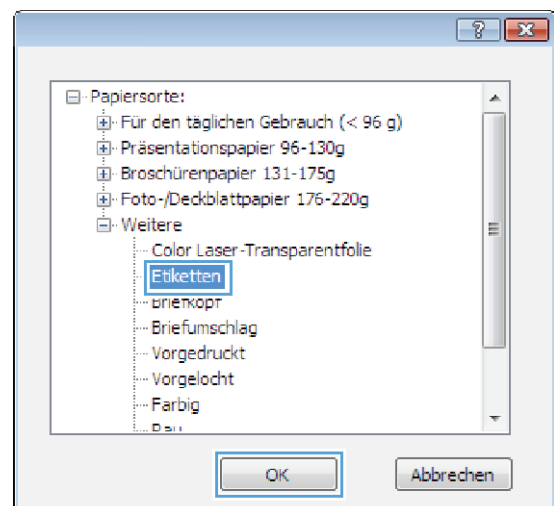 ?
Papiersorte:
Für den täglichen Gebrauch (< 96 g)
Präsentationspapier 96-130g
Broschürenpapier 131-175g
Foto-/Deckblattpapier 176-220g
Weitere
Color Laser-Transparentfolie
Etiketten
Briefkopf
Briefumschlag
Vorgedruckt
Vorgelocht
Farbig
OK Abbrechen